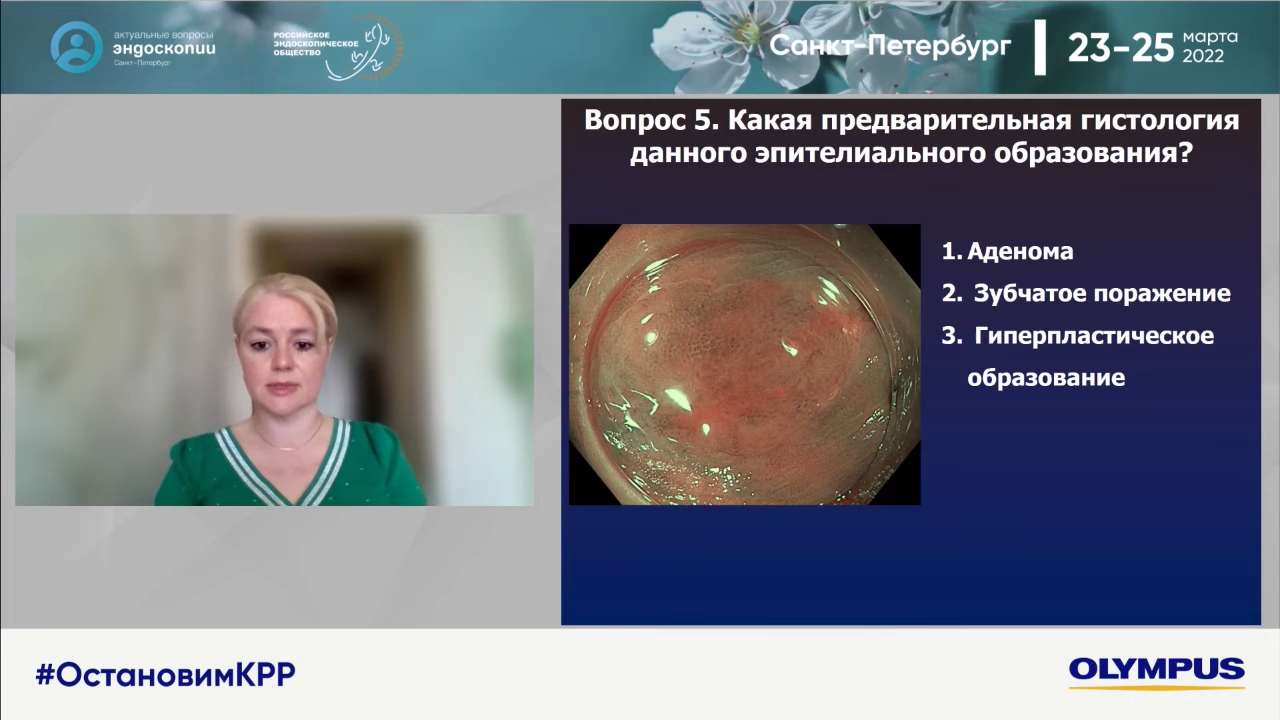 актуальные вопросы
эндоскопии
Санкт-Петербург
РОССИЙСКОЕ
ЭНДОСКОПИЧЕСКОЕ
ОБЩЕСТВО
Санкт-Петербург
23-25 марта
2022
Вопрос 5. Какая предварительная гистология
данного эпителиального образования?
1. Аденома
2. Зубчатое поражение
3. Гиперпластическое
образование
#ОстановимКРР
OLYMPUS